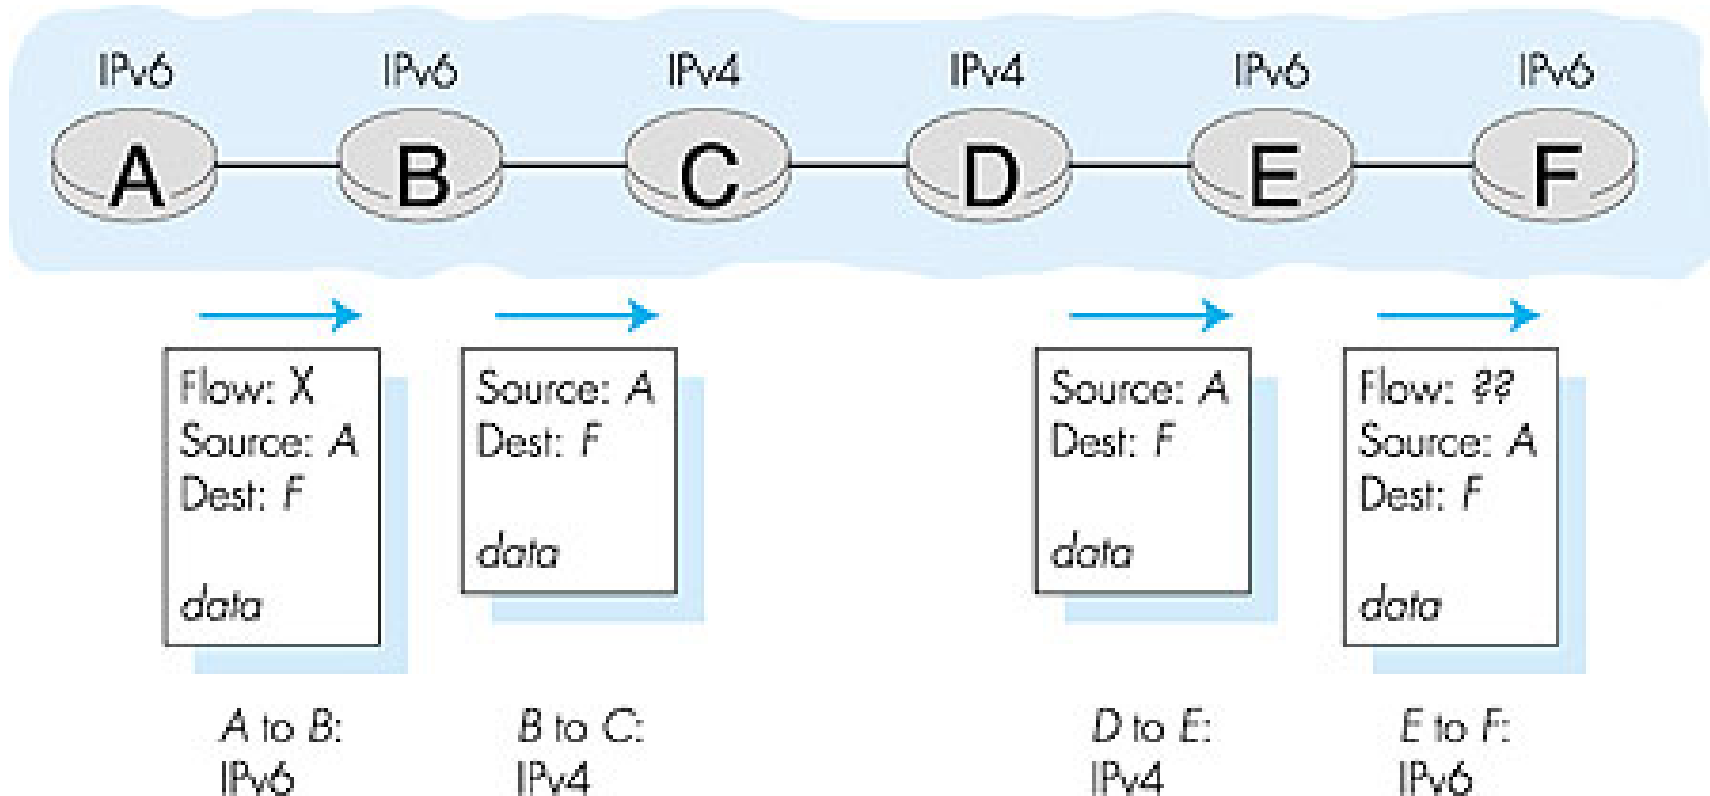 IPv6
IPv6
IPv4
IPv4
IPv6
IPv6
A
B
C
D
E
F
Flow: X
Source: A
Dest: F
data
Source: A
Dest: F
data
Source: A
Dest: F
data
Flow: ??
Source: A
Dest: F
data
A to B:
IPv6
B to C:
IPv4
D to E:
IPv4
E to F:
IPv6